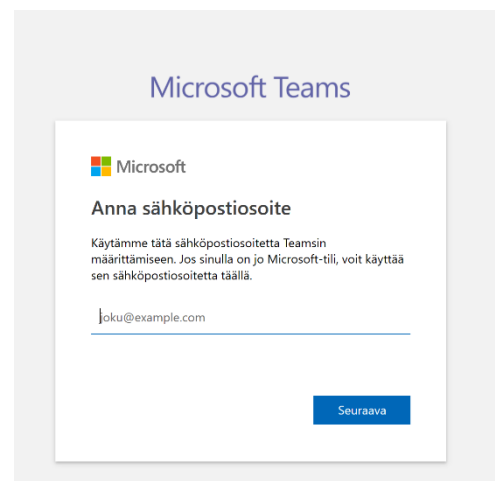 Microsoft Teams
Microsoft
Anna sähköpostiosoite
Käytämme tätä sähköpostiosoitetta Teamsin
määrittämiseen. Jos sinulla on jo Microsoft-tili, voit käyttää
sen sähköpostiosoitetta täällä.
joku@example.com
Seuraava